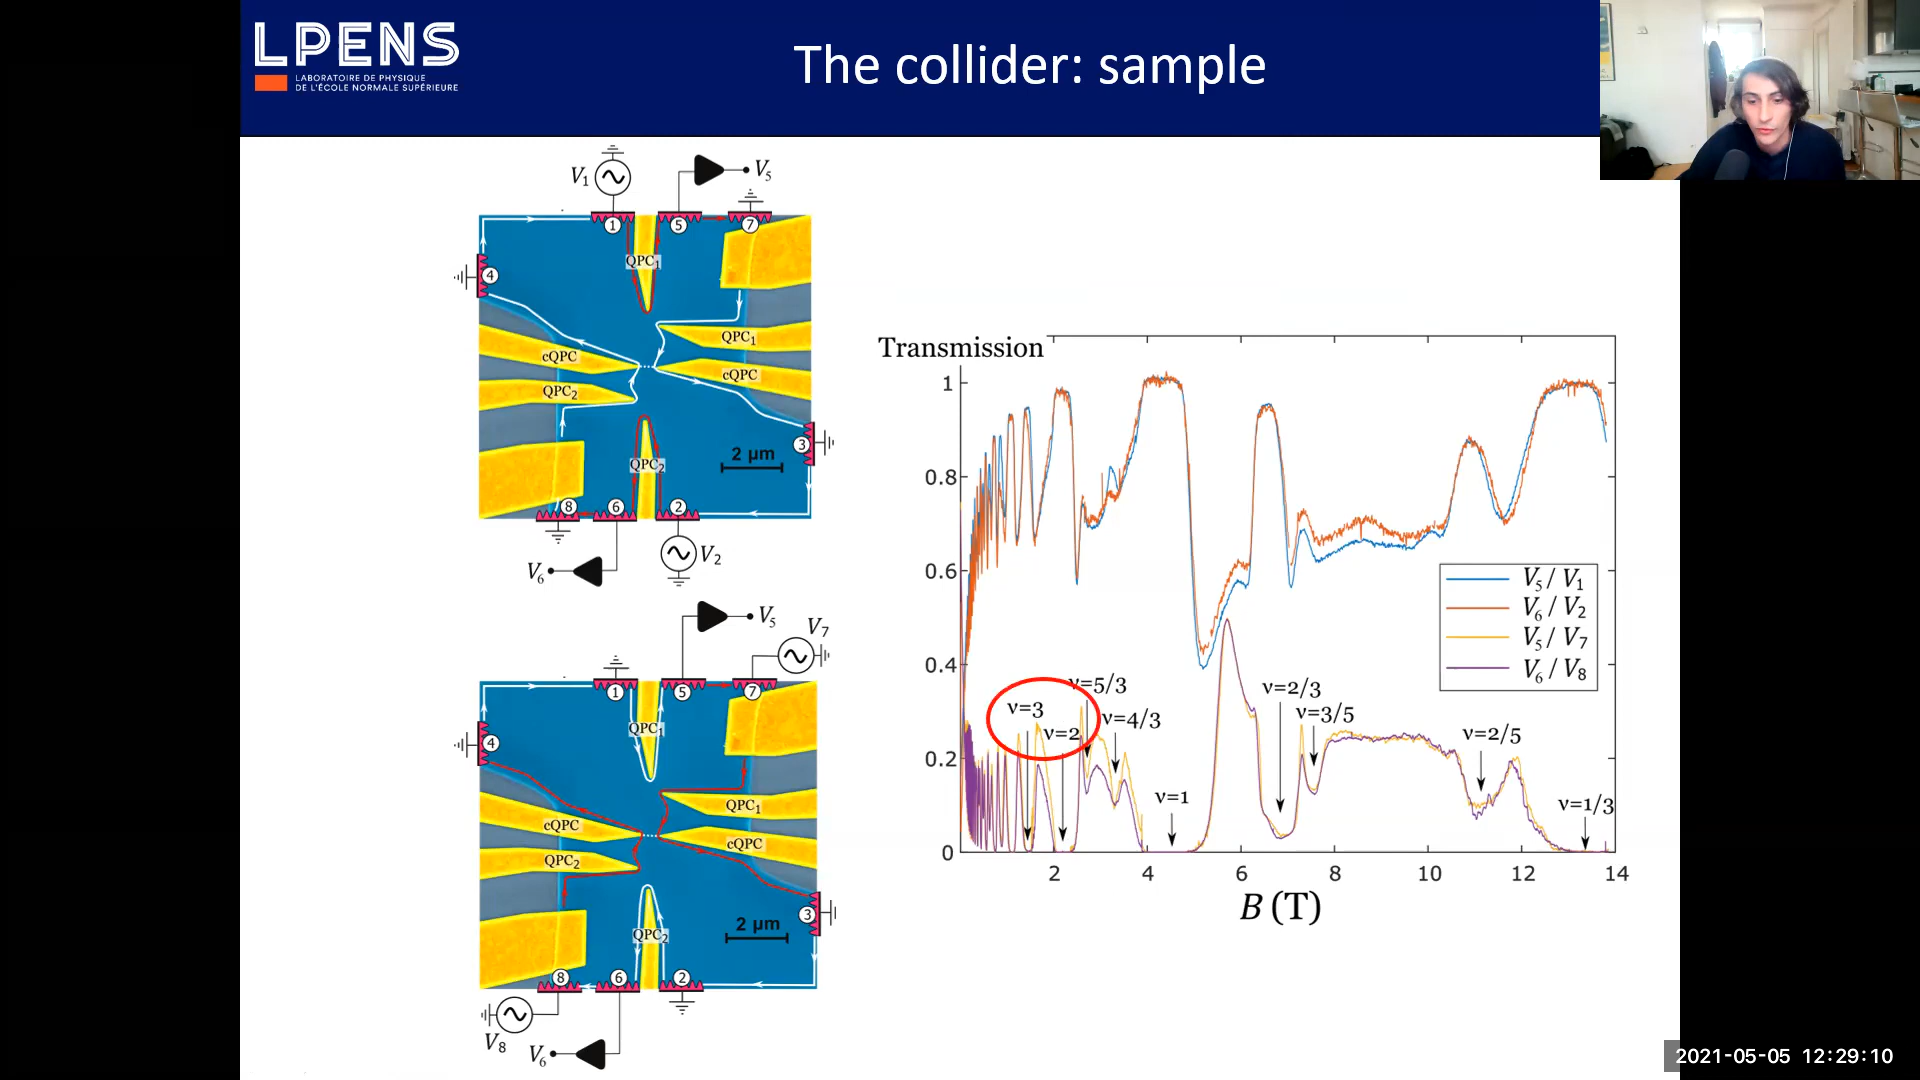 LPENS
LABORATOIRE DE PHYSIQUE
DE L'ÉCOLE NORMALE SUPÉRIEURE
The collider: sample
V1
V5
1
5
7
QPC1
4
QPC1
cQPC
cQPC
QPC2
3
2 µm
QPC2
8
6
2
V6
V2
V5
V7
1
5
7
QPC1
4
QPC1
cQPC
cQPC
QPC2
3
2 µm
QPC2
8
6
2
V8
V6
Transmission
1
0.8
0.6
0.4
0.2
0
V5 / V1
V6 / V2
V5 / V7
V6 / V8
ν=5/3
ν=3
ν=2
ν=4/3
ν=1
ν=2/3
ν=3/5
ν=2/5
ν=1/3
2 4 6 8 10 12 14
B (T)
2021-05-05 12:29:10